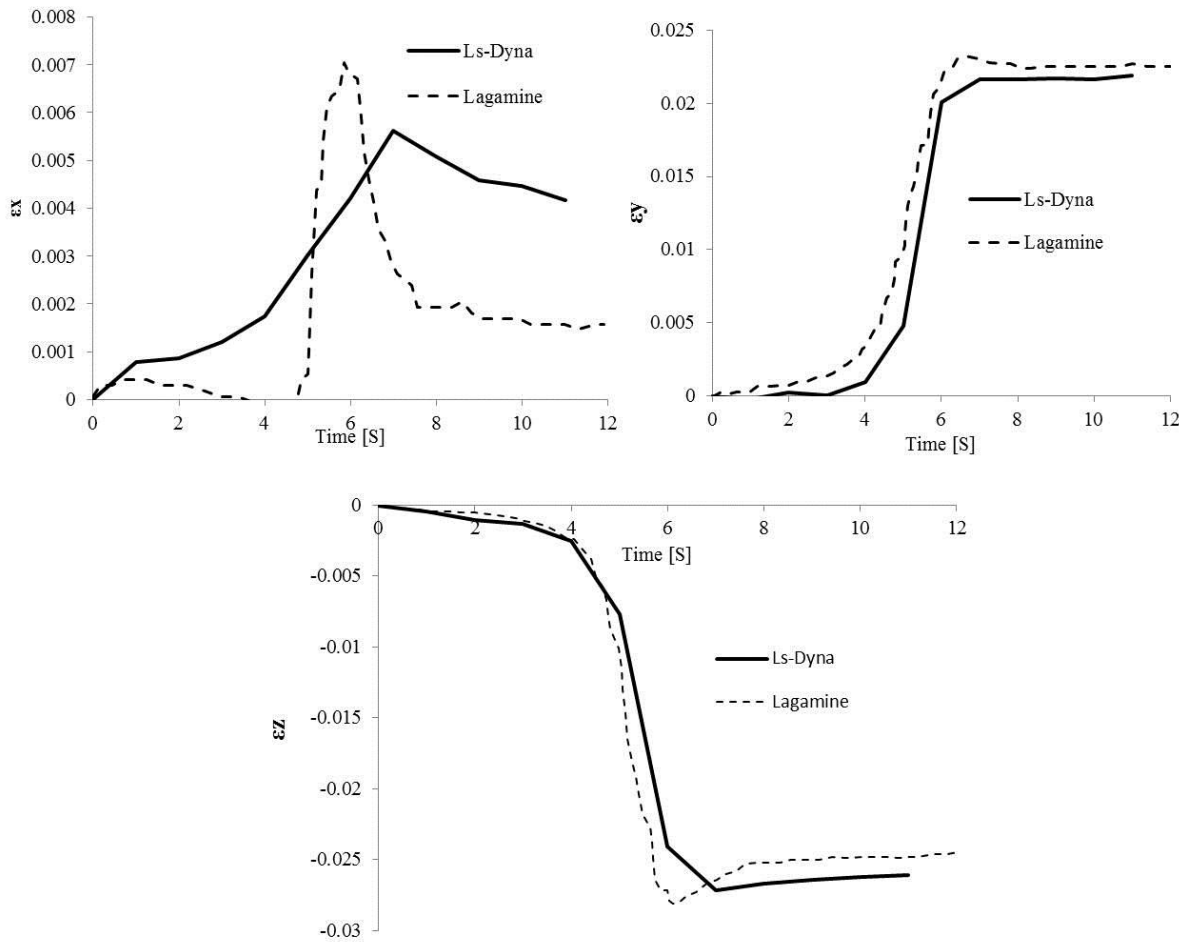 0.008
0.007
0.006
0.005
0.004
0.003
0.002
0.001
0
εx
Ls-Dyna
Lagamine
0 2 4 6 8 10 12
Time [S]
0.025
0.02
0.015
0.01
0.005
0
εy
Ls-Dyna
Lagamine
0 2 4 6 8 10 12
Time [S]
0
0 2 4 6 8 10 12
Time [S]
-0.005
-0.01
-0.015
-0.02
-0.025
-0.03
εz
Ls-Dyna
Lagamine